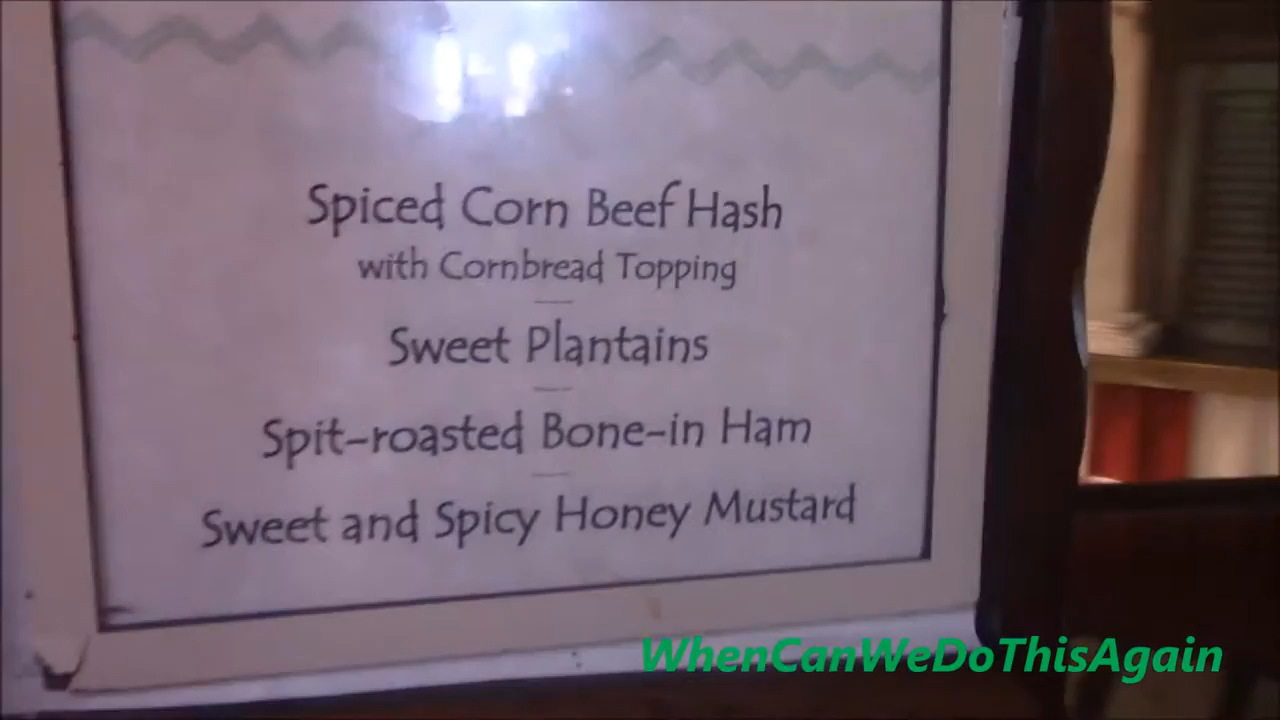 Spiced Corn Beef Hash
with Cornbread Topping
Sweet Plantains
Spit-roasted Bone-in Ham
Sweet and Spicy Honey Mustard
WhenCanWeDoThisAgain